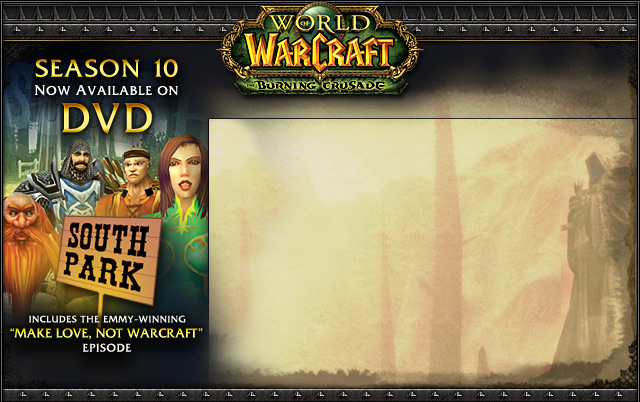 WORLD
OF
WARCRAFT
THE BURNING CRUSADE
SEASON 10
NOW AVAILABLE ON
DVD
SOUTH
PARK
INCLUDES THE EMMY-WINNING
“MAKE LOVE, NOT WARCRAFT”
EPISODE